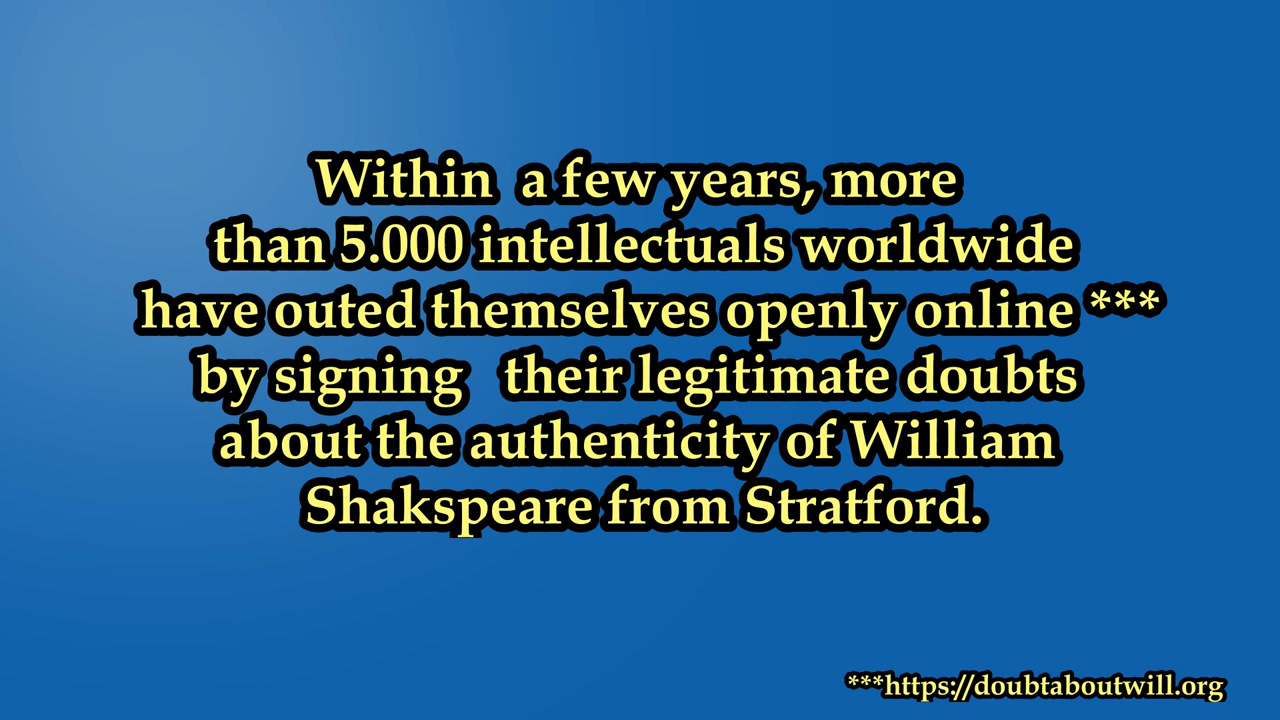 Within  a few years, more
than 5.000 intellectuals worldwide
have outed themselves openly online ***
by signing   their legitimate doubts
about the authenticity of William
Shakspeare from Stratford.
***https://doubtaboutwill.org